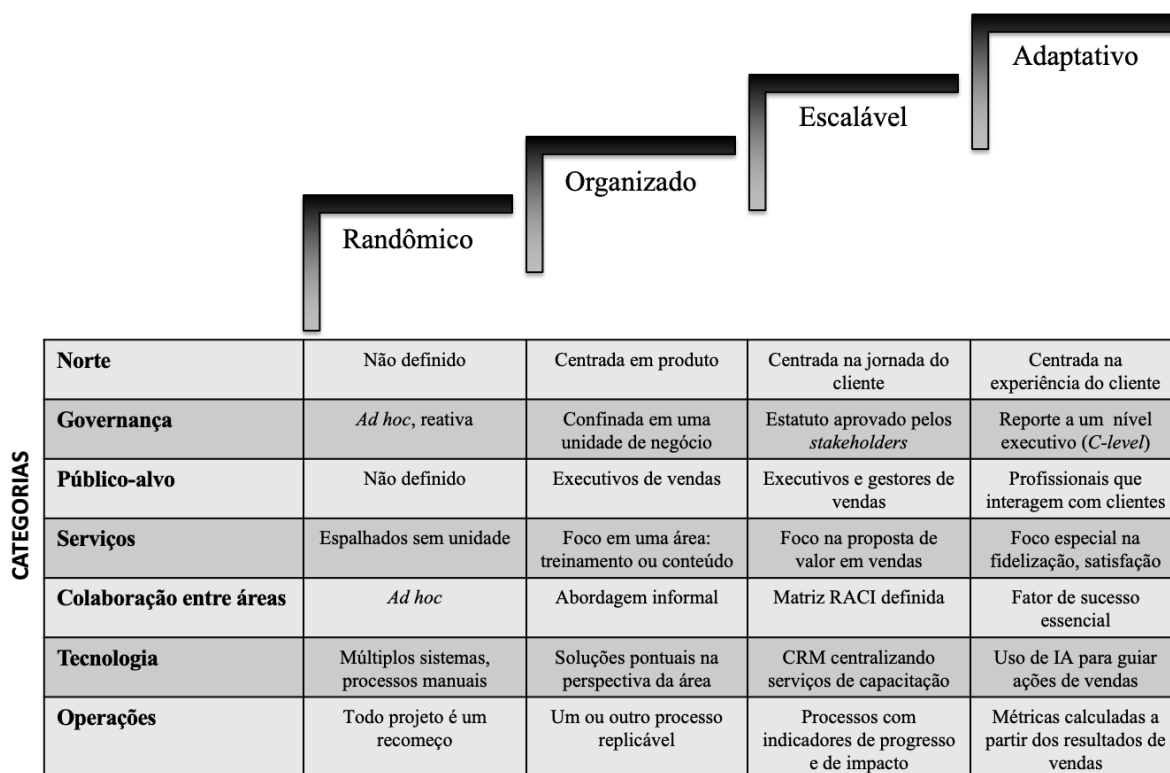 Adaptativo
Escalável
Organizado
Randômico
CATEGORIAS
Norte
Não definido
Centrada em produto
Centrada na jornada do
cliente
Centrada na
experiência do cliente
Governança
Ad hoc, reativa
Confinada em uma
unidade de negócio
Estatuto aprovado pelos
stakeholders
Reporte a um nível
executivo (C-level)
Público-alvo
Não definido
Executivos de vendas
Executivos e gestores de
vendas
Profissionais que
interagem com clientes
Serviços
Espalhados sem unidade
Foco em uma área:
treinamento ou conteúdo
Foco na proposta de
valor em vendas
Foco especial na
fidelização, satisfação
Colaboração entre áreas
Ad hoc
Abordagem informal
Matriz RACI definida
Fator de sucesso
essencial
Tecnologia
Múltiplos sistemas,
processos manuais
Soluções pontuais na
perspectiva da área
CRM centralizando
serviços de capacitação
Uso de IA para guiar
ações de vendas
Operações
Todo projeto é um
recomeço
Um ou outro processo
replicável
Processos com
indicadores de progresso
e de impacto
Métricas calculadas a
partir dos resultados de
vendas